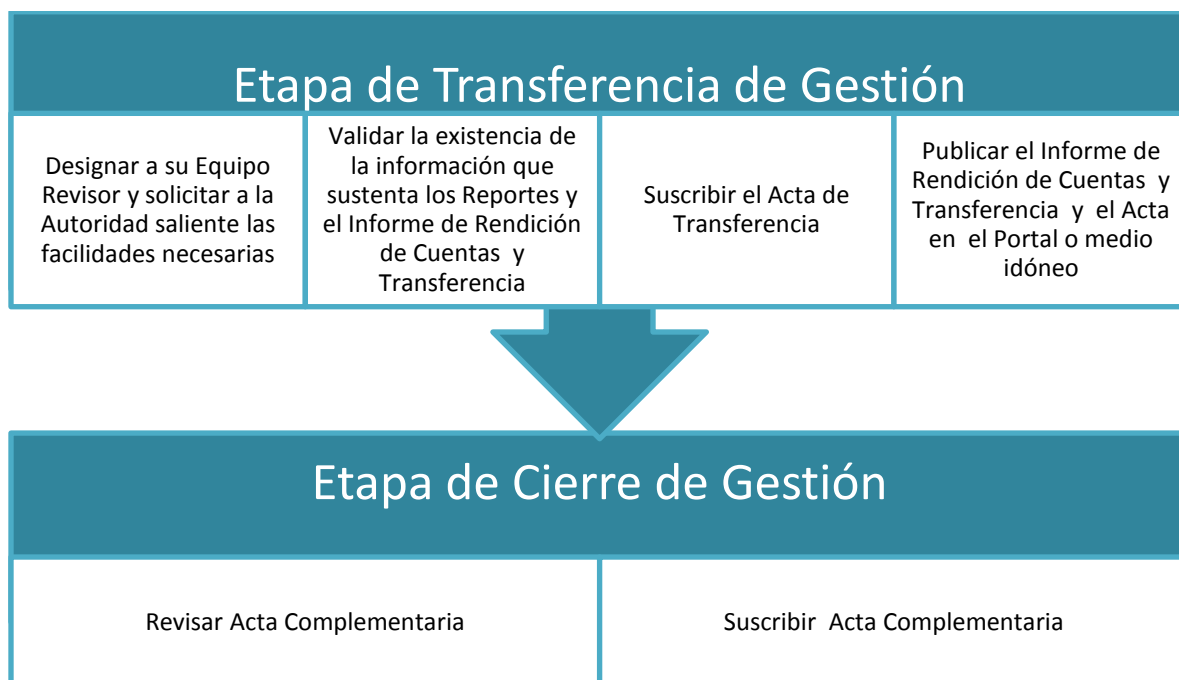 Etapa de Transferencia de Gestión
Designar a su Equipo
Revisor y solicitar a la
Autoridad saliente las
facilidades necesarias
Validar la existencia de
la información que
sustenta los Reportes y
el Informe de Rendición
de Cuentas y
Transferencia
Suscribir el Acta de
Transferencia
Publicar el Informe de
Rendición de Cuentas y
Transferencia y el Acta
en el Portal o medio
idóneo
Etapa de Cierre de Gestión
Revisar Acta Complementaria
Suscribir Acta Complementaria